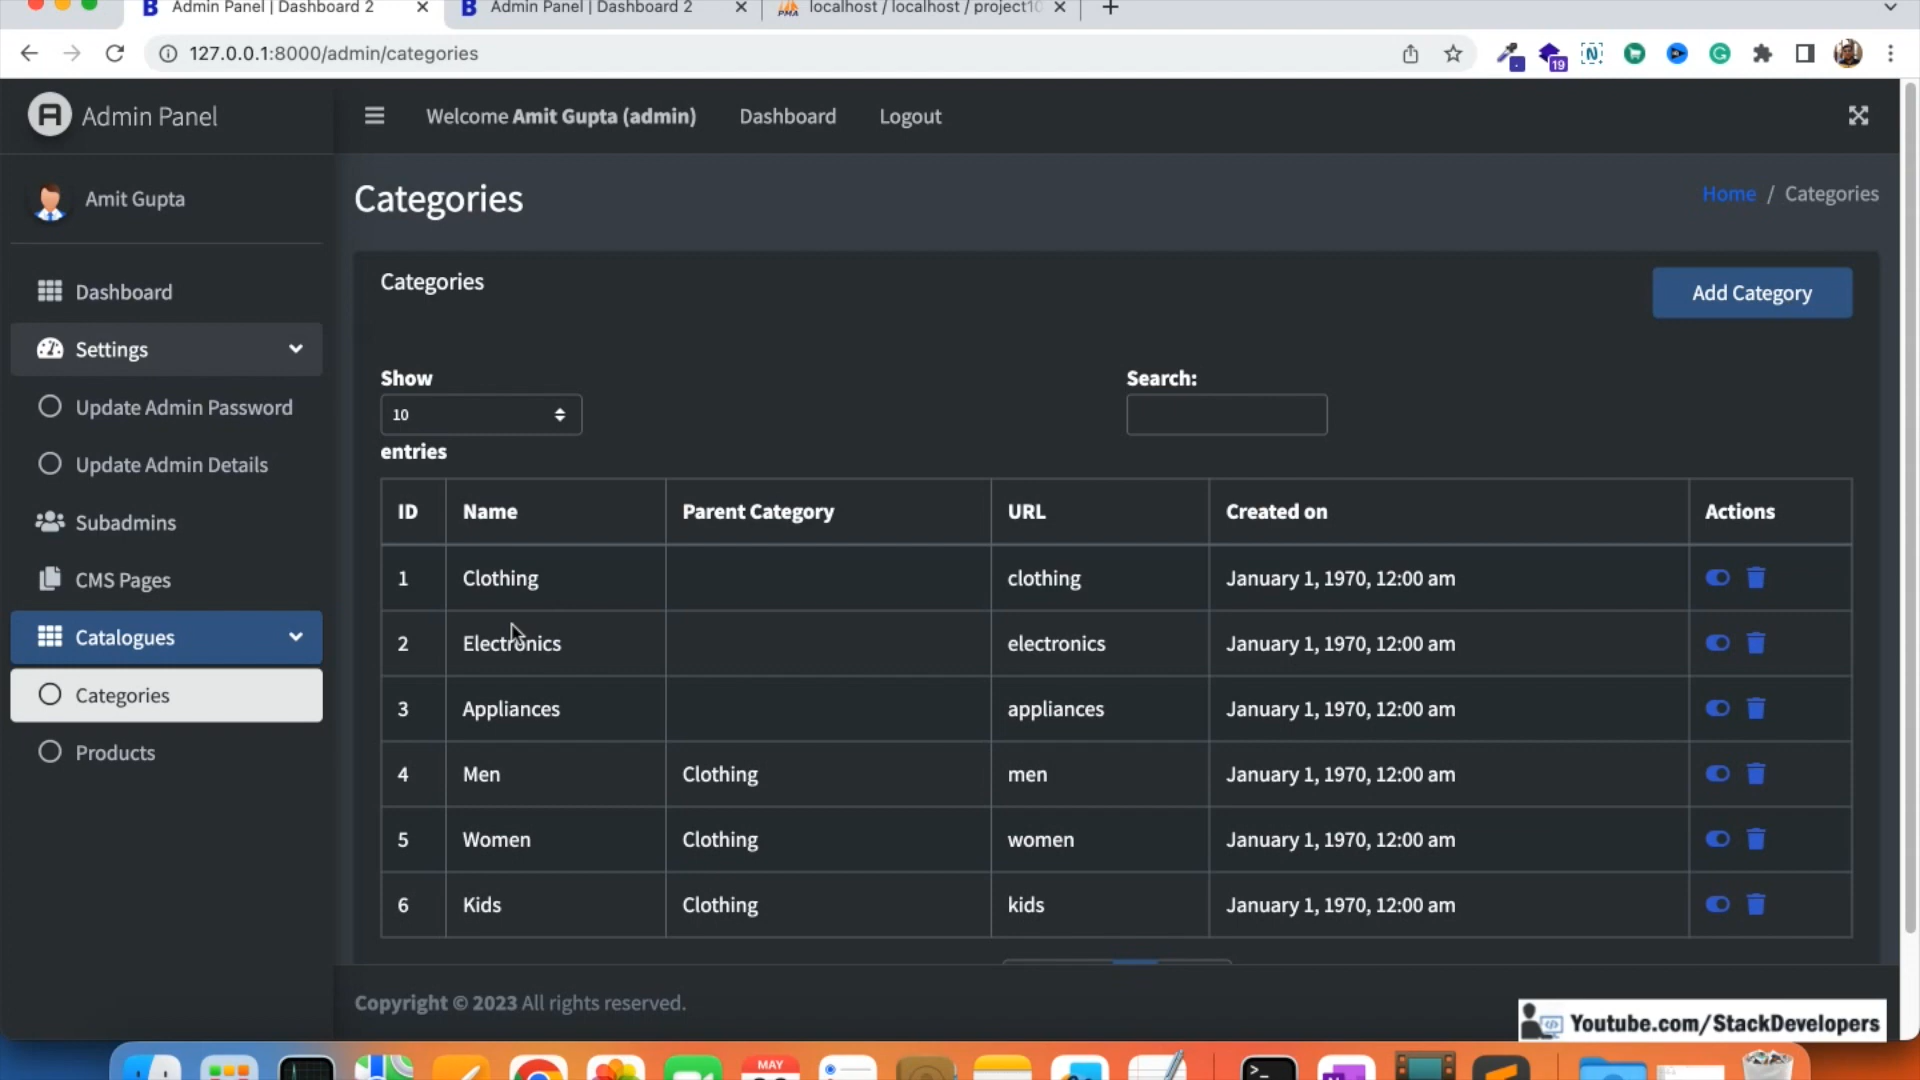 Admin Panel | Dashboard 2
Admin Panel | Dashboard 2
localhost / localhost / project10
127.0.0.1:8000/admin/categories
19
Admin Panel
Welcome Amit Gupta (admin)
Dashboard
Logout
Amit Gupta
Categories
Home / Categories
Dashboard
Settings
Update Admin Password
Update Admin Details
Subadmins
CMS Pages
Catalogues
Categories
Products
Categories
Add Category
Show
10
entries
Search:
ID Name Parent Category URL Created on Actions
1 Clothing clothing January 1, 1970, 12:00 am
2 Electronics electronics January 1, 1970, 12:00 am
3 Appliances appliances January 1, 1970, 12:00 am
4 Men Clothing men January 1, 1970, 12:00 am
5 Women Clothing women January 1, 1970, 12:00 am
6 Kids Clothing kids January 1, 1970, 12:00 am
Copyright © 2023 All rights reserved.
Youtube.com/StackDevelopers
MAY